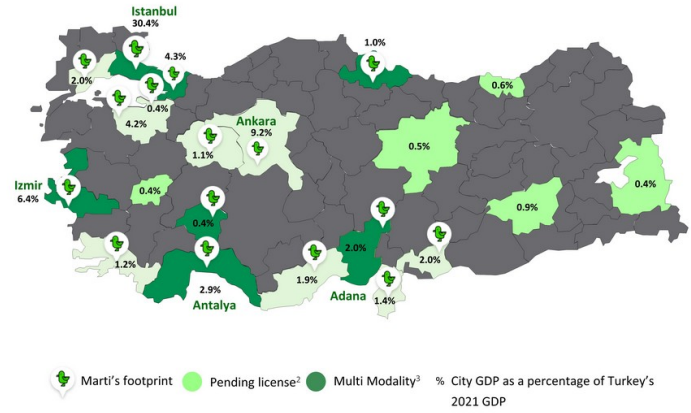 Istanbul
30.4%
4.3%
1.0%
2.0%
0.4%
0.6%
4.2%
Ankara
9.2%
1.1%
0.5%
Izmir
6.4%
0.4%
0.4%
0.9%
0.4%
1.2%
2.9%
Antalya
1.9%
2.0%
Adana
2.0%
1.4%
Marti's footprint
Pending license2
Multi Modality3
% City GDP as a percentage of Turkey's
2021 GDP